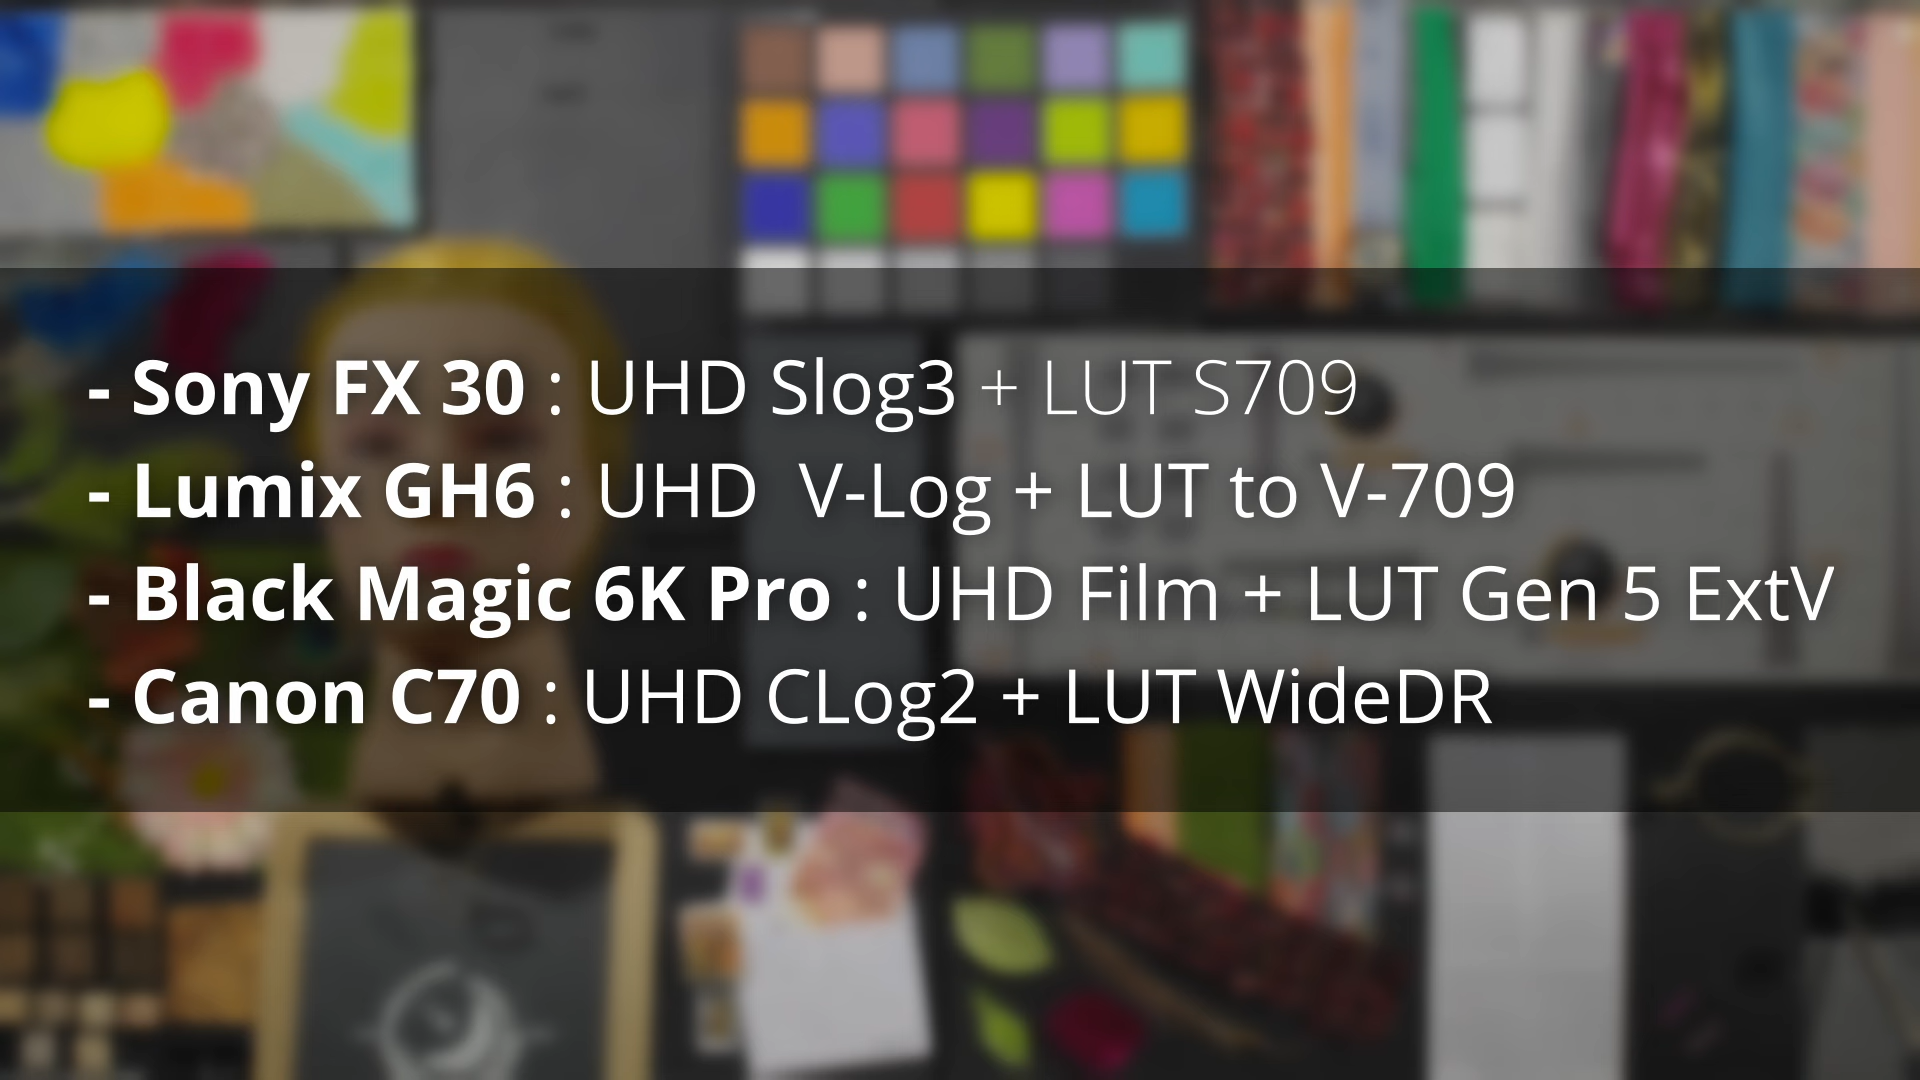 - Sony FX 30 : UHD Slog3 + LUT S709
- Lumix GH6 : UHD  V-Log + LUT to V-709
- Black Magic 6K Pro : UHD Film + LUT Gen 5 ExtV
- Canon C70 : UHD CLog2 + LUT WideDR